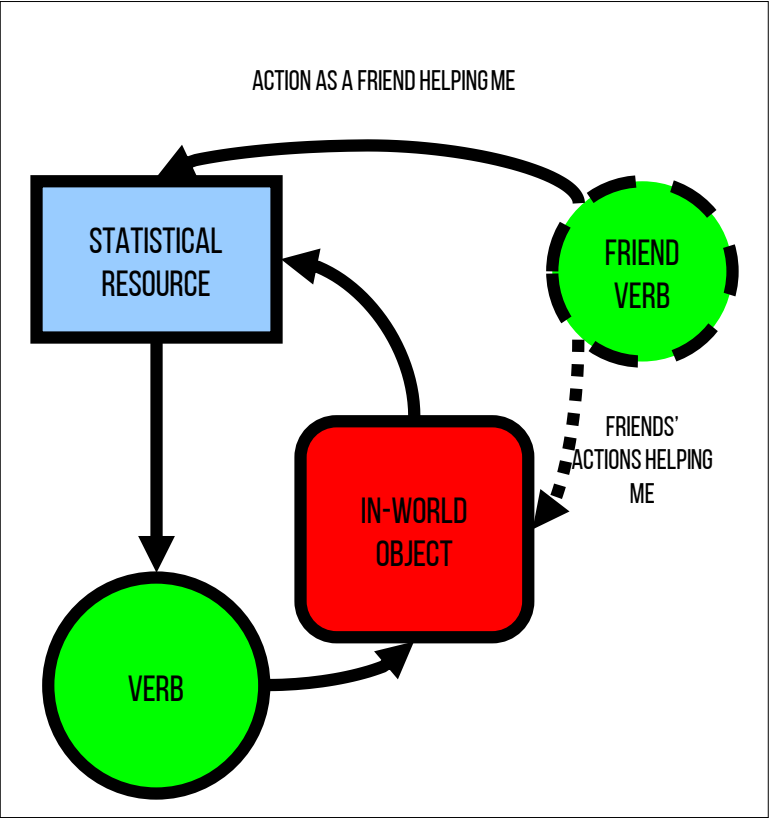 ACTION AS A FRIEND HELPING ME
STATISTICAL
RESOURCE
FRIEND
VERB
FRIENDS’
ACTIONS HELPING
ME
IN-WORLD
OBJECT
VERB